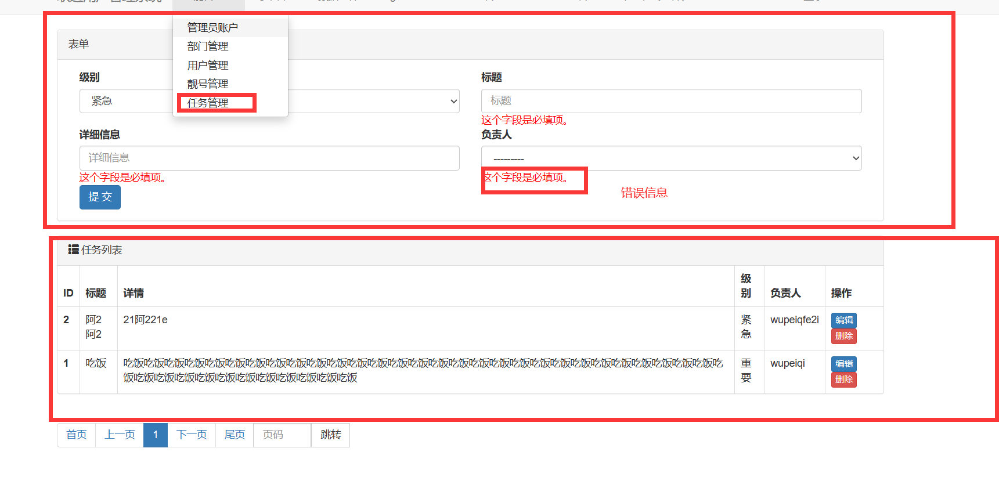 联通用户管理系统
管理员账户
部门管理
用户管理
靓号管理
任务管理
表单
级别
标题
紧急
标题
这个字段是必填项。
详细信息
负责人
详细信息
---------
这个字段是必填项。
这个字段是必填项。
错误信息
提 交
任务列表
ID 标题 详情 级别 负责人 操作
2 阿2阿2 21阿221e 紧急 wupeiqfe2i 编辑 删除
1 吃饭 吃饭吃饭吃饭吃饭吃饭吃饭吃饭吃饭吃饭吃饭吃饭吃饭吃饭吃饭吃饭吃饭吃饭吃饭吃饭吃饭吃饭吃饭吃饭吃饭吃饭吃饭吃饭吃饭吃饭吃 重要 wupeiqi 编辑
饭吃饭吃饭吃饭吃饭吃饭吃饭吃饭吃饭吃饭吃饭吃饭 删除
首页 上一页 1 下一页 尾页 页码 跳转